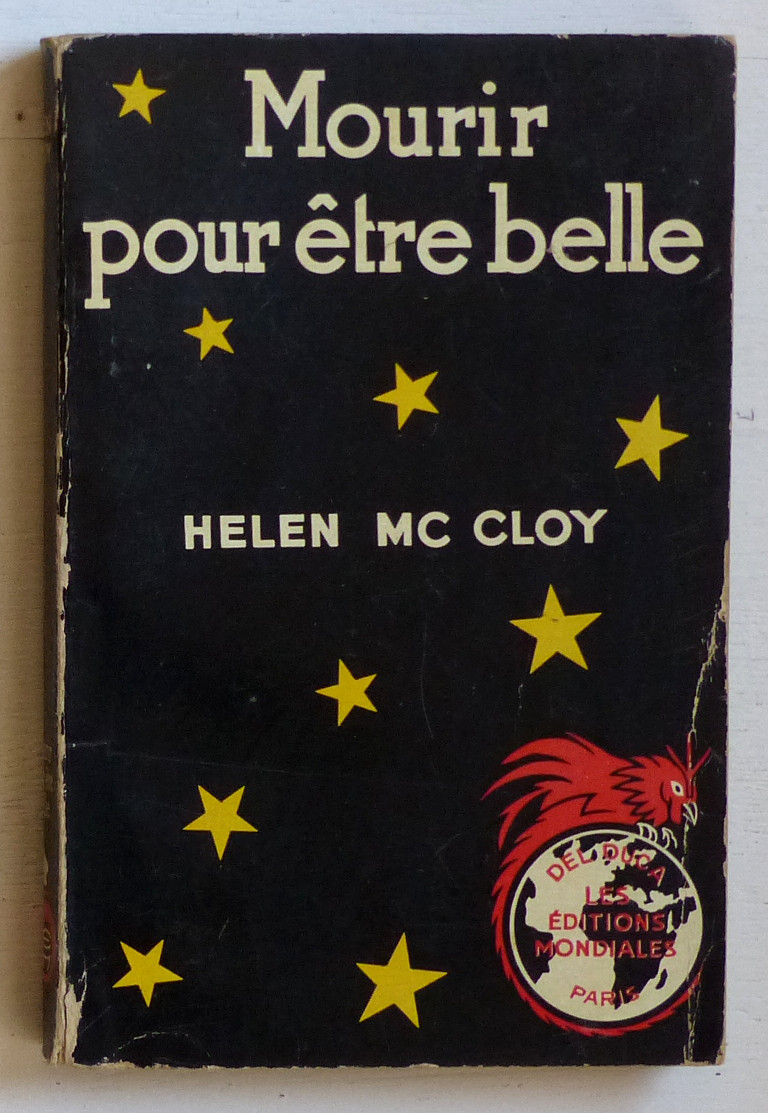 Mourir
pour être belle
HELEN MC CLOY
DEL DUCA
LES
ÉDITIONS
MONDIALES
PARIS